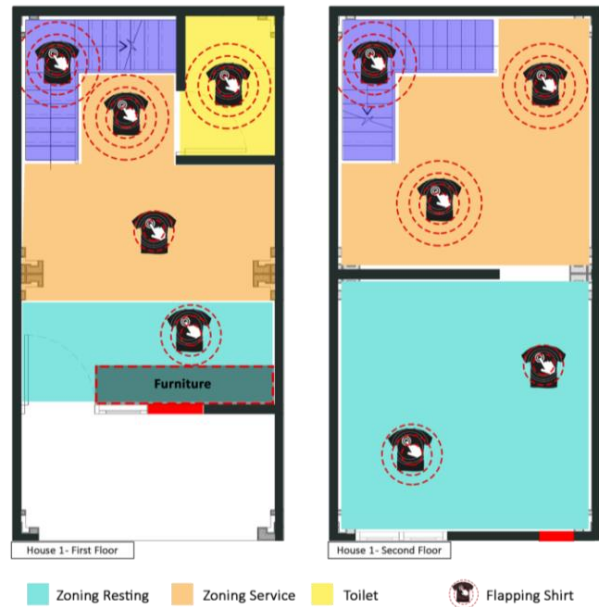 Furniture
House 1- First Floor
House 1- Second Floor
Zoning Resting
Zoning Service
Toilet
Flapping Shirt